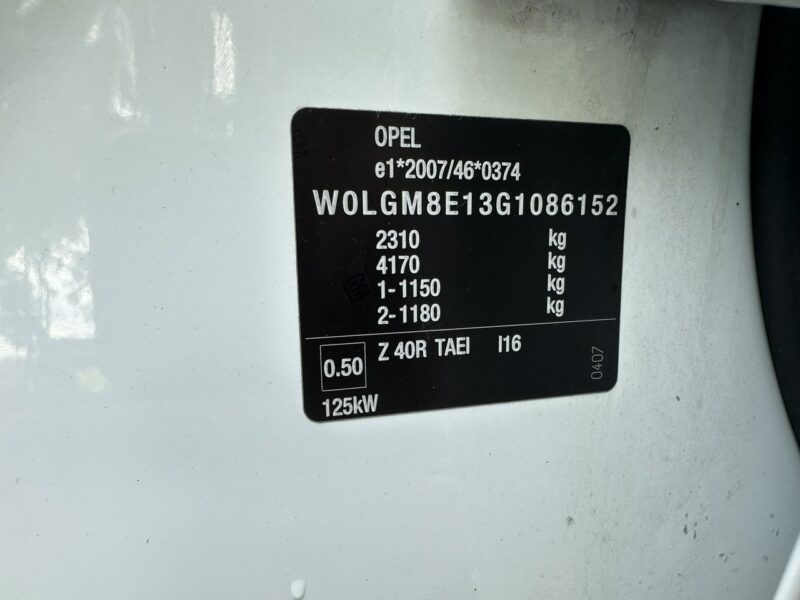 OPEL
e1*2007/46*0374
W0LGM8E13G1086152
2310 kg
4170 kg
1-1150 kg
2-1180 kg
0.50 Z 40R TAEI I16
125kW
0407